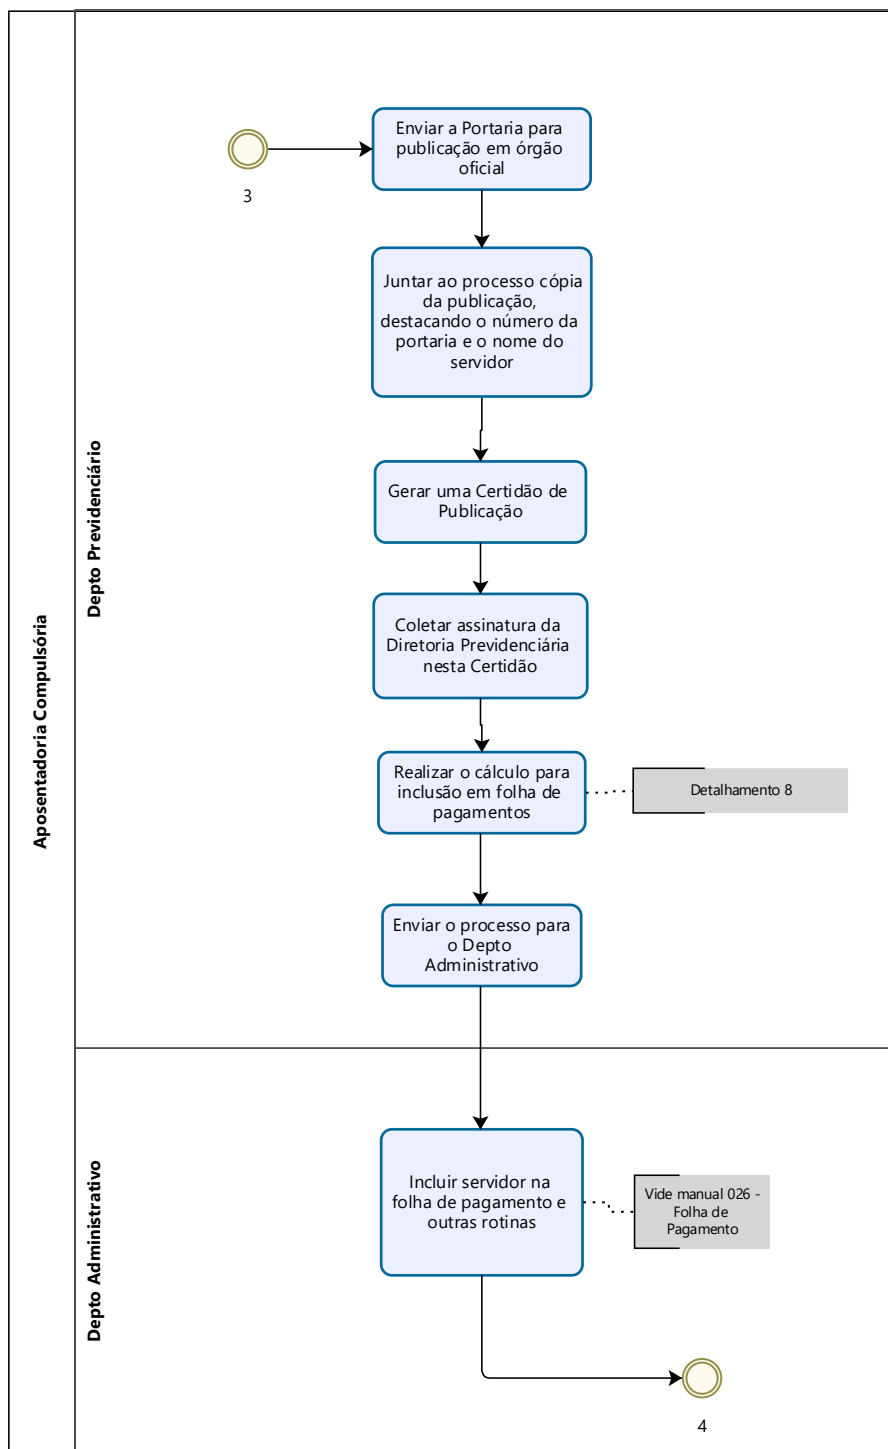 Aposentadoria Compulsória
Depto Previdenciário
3
Enviar a Portaria para
publicação em órgão
oficial
Juntar ao processo cópia
da publicação,
destacando o número da
portaria e o nome do
servidor
Gerar uma Certidão de
Publicação
Coletar assinatura da
Diretoria Previdenciária
nesta Certidão
Realizar o cálculo para
inclusão em folha de
pagamentos
Detalhamento 8
Enviar o processo para
o Depto
Administrativo
Depto Administrativo
Incluir servidor na
folha de pagamento e
outras rotinas
Vide manual 026 -
Folha de
Pagamento
4